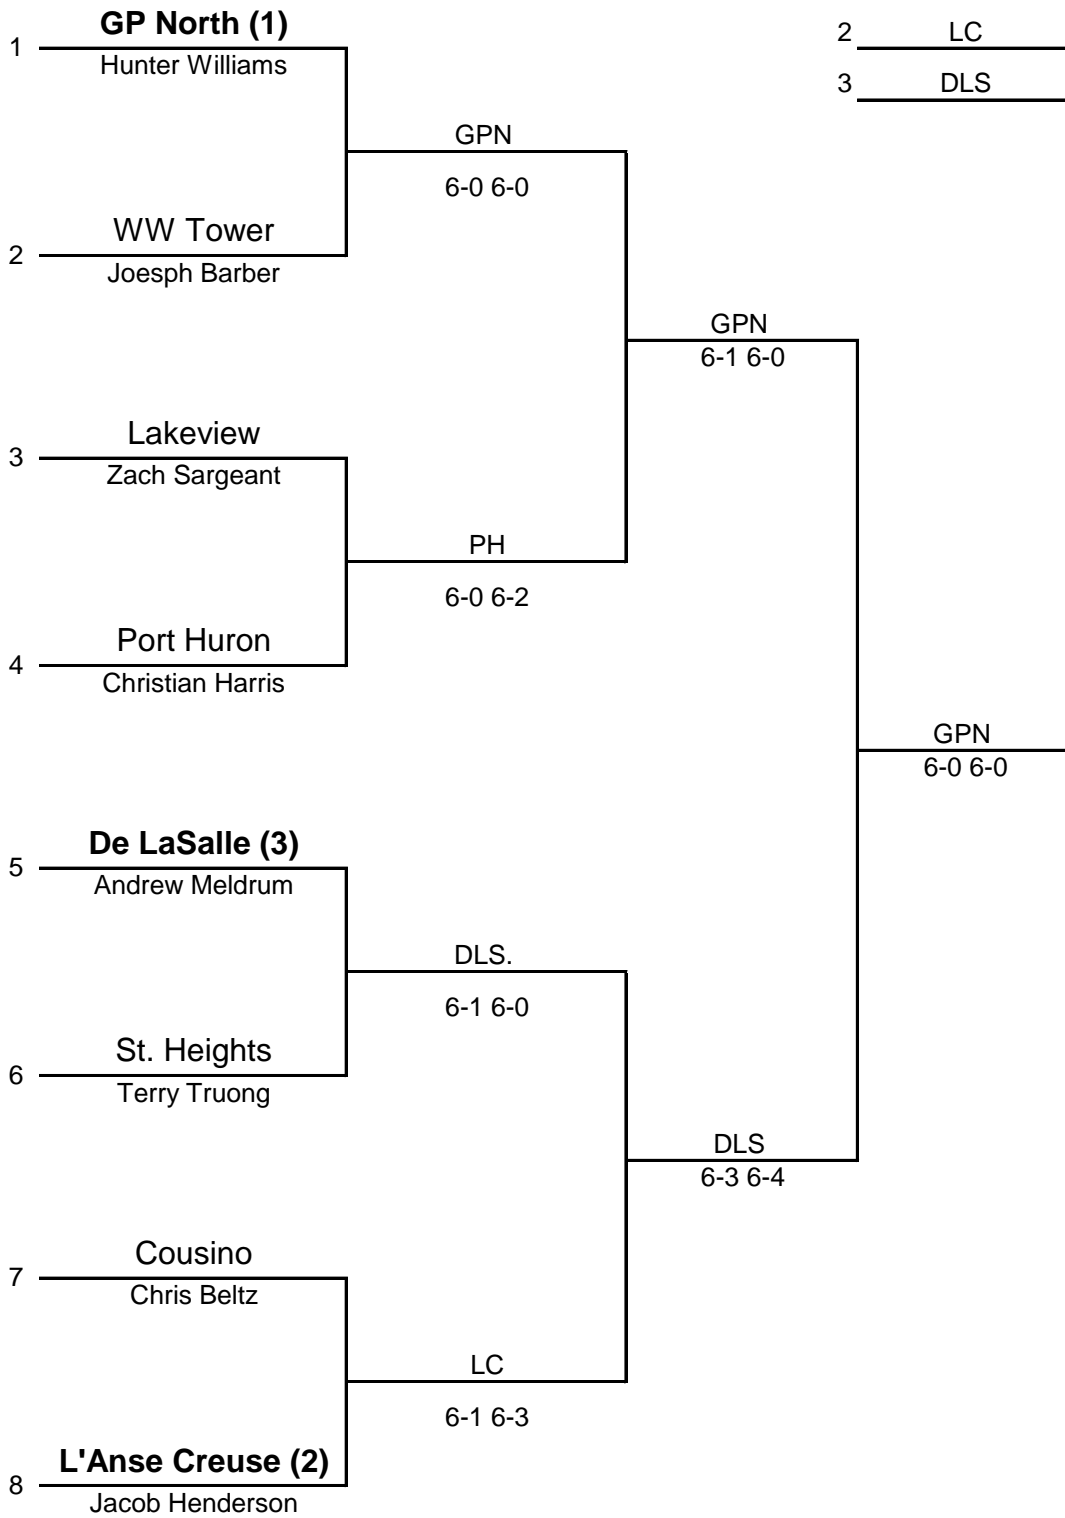 GP North (1)
1
Hunter Williams
2 LC
3 DLS
GPN
6-0 6-0
WW Tower
2
Joesph Barber
GPN
6-1 6-0
Lakeview
3
Zach Sargeant
PH
6-0 6-2
Port Huron
4
Christian Harris
GPN
6-0 6-0
De LaSalle (3)
5
Andrew Meldrum
DLS.
6-1 6-0
St. Heights
6
Terry Truong
DLS
6-3 6-4
Cousino
7
Chris Beltz
LC
6-1 6-3
L'Anse Creuse (2)
8
Jacob Henderson